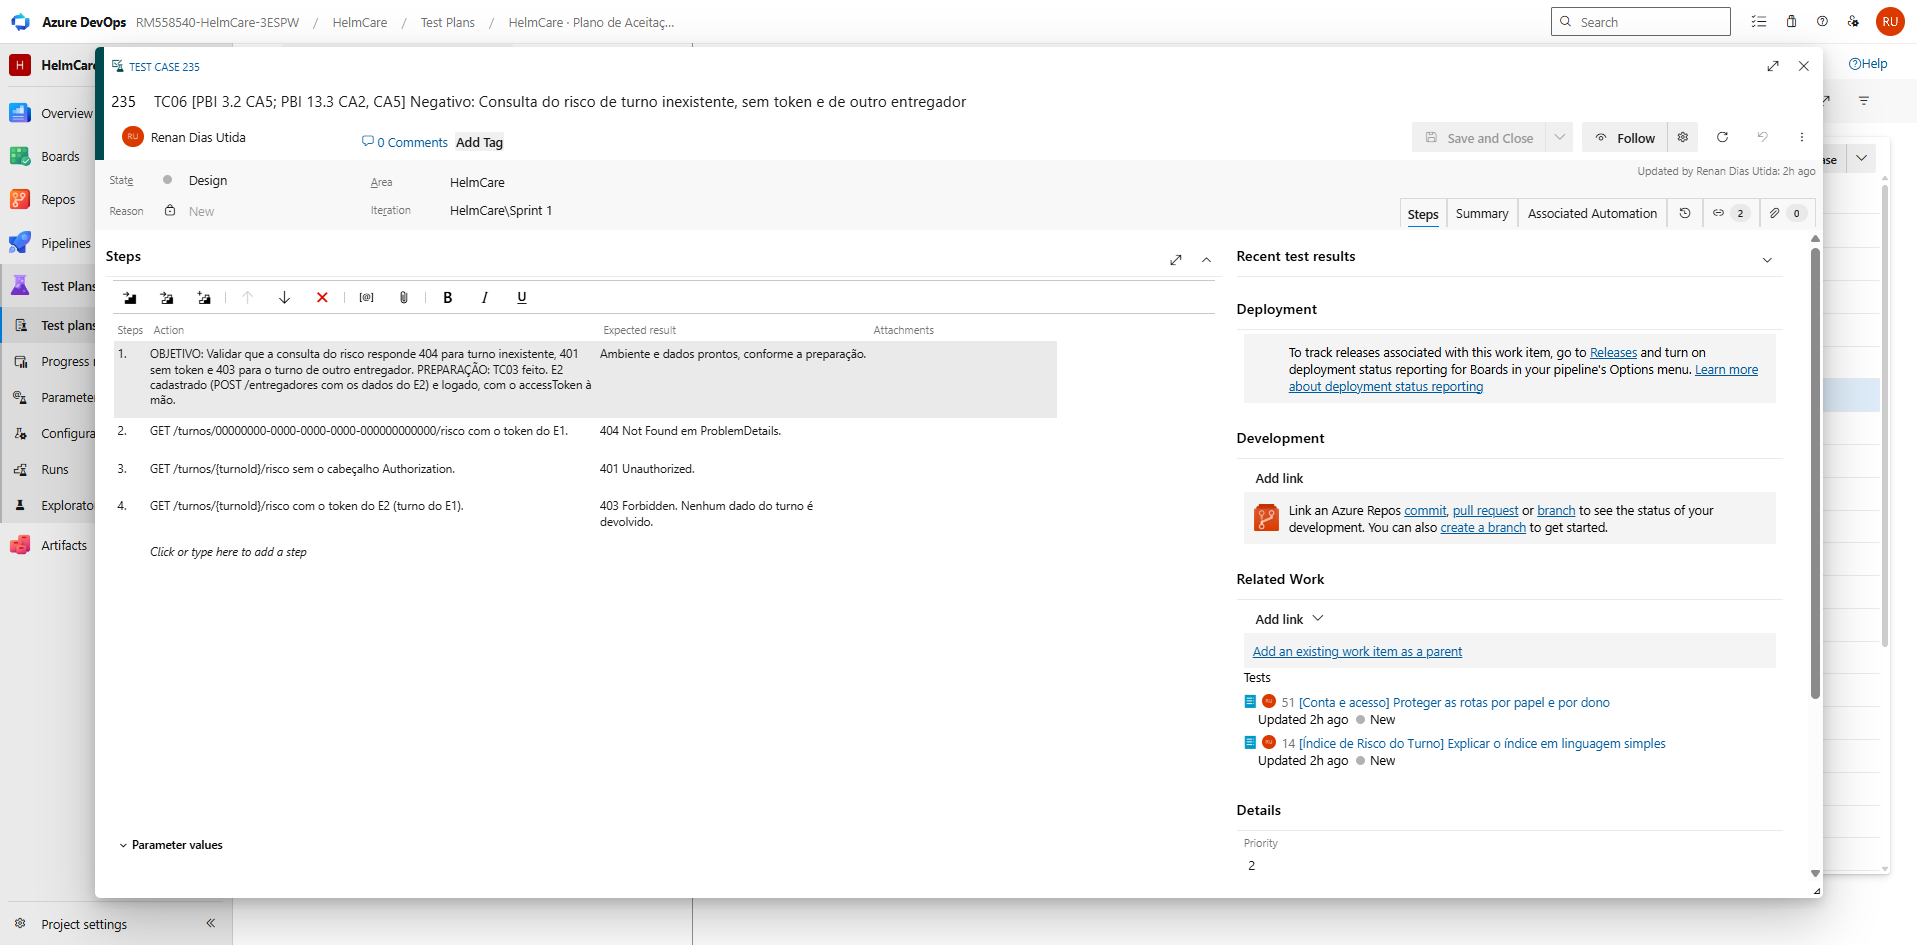 Azure DevOps RM558540-HelmCare-3ESPW / HelmCare / Test Plans / HelmCare · Plano de Aceitaç...
Search
RU
H HelmCare
Overview
Boards
Repos
Pipelines
Test Plans
Test plans
Progress r
Parameter
Configura
Runs
Explorato
Artifacts
Project settings
Help
ase
TEST CASE 235
235 TC06 [PBI 3.2 CA5; PBI 13.3 CA2, CA5] Negativo: Consulta do risco de turno inexistente, sem token e de outro entregador
RU Renan Dias Utida
0 Comments
Add Tag
Save and Close
Follow
State
Design
Area
HelmCare
Updated by Renan Dias Utida: 2h ago
Reason
New
Iteration
HelmCare\Sprint 1
Steps
Summary
Associated Automation
2
0
Steps
B I U
Steps Action Expected result Attachments
1. OBJETIVO: Validar que a consulta do risco responde 404 para turno inexistente, 401
sem token e 403 para o turno de outro entregador. PREPARAÇÃO: TC03 feito. E2
cadastrado (POST /entregadores com os dados do E2) e logado, com o accessToken à
mão.
Ambiente e dados prontos, conforme a preparação.
2. GET /turnos/00000000-0000-0000-0000-000000000000/risco com o token do E1.
404 Not Found em ProblemDetails.
3. GET /turnos/{turnoId}/risco sem o cabeçalho Authorization.
401 Unauthorized.
4. GET /turnos/{turnoId}/risco com o token do E2 (turno do E1).
403 Forbidden. Nenhum dado do turno é
devolvido.
Click or type here to add a step
Parameter values
Recent test results
Deployment
To track releases associated with this work item, go to Releases and turn on
deployment status reporting for Boards in your pipeline's Options menu. Learn more
about deployment status reporting
Development
Add link
Link an Azure Repos commit, pull request or branch to see the status of your
development. You can also create a branch to get started.
Related Work
Add link
Add an existing work item as a parent
Tests
51 [Conta e acesso] Proteger as rotas por papel e por dono
Updated 2h ago New
14 [Índice de Risco do Turno] Explicar o índice em linguagem simples
Updated 2h ago New
Details
Priority
2